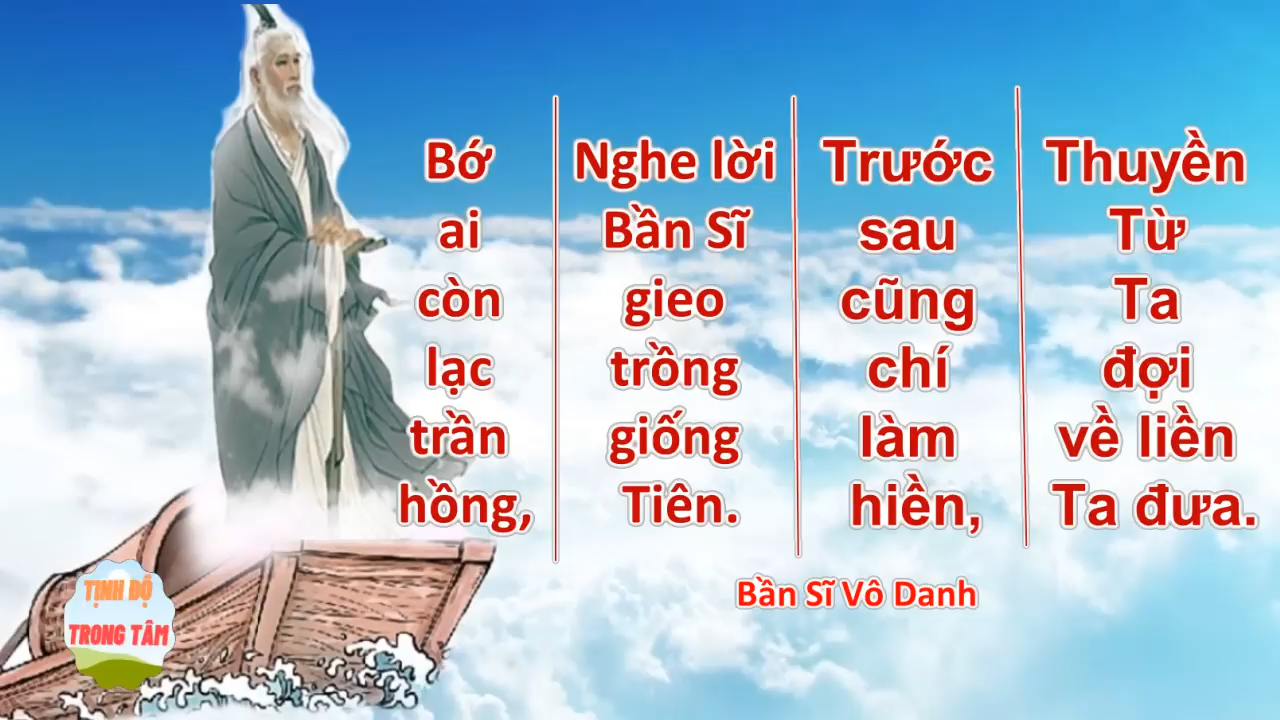 Bớ
ai
còn
lạc
trần
hồng,
Nghe lời
Bần Sĩ
gieo
trồng
giống
Tiên.
Trước
sau
cũng
chí
làm
hiền,
Thuyền
Từ
Ta
đợi
về liền
Ta đưa.
Bần Sĩ Vô Danh
TỊNH ĐỘ
TRONG TÂM